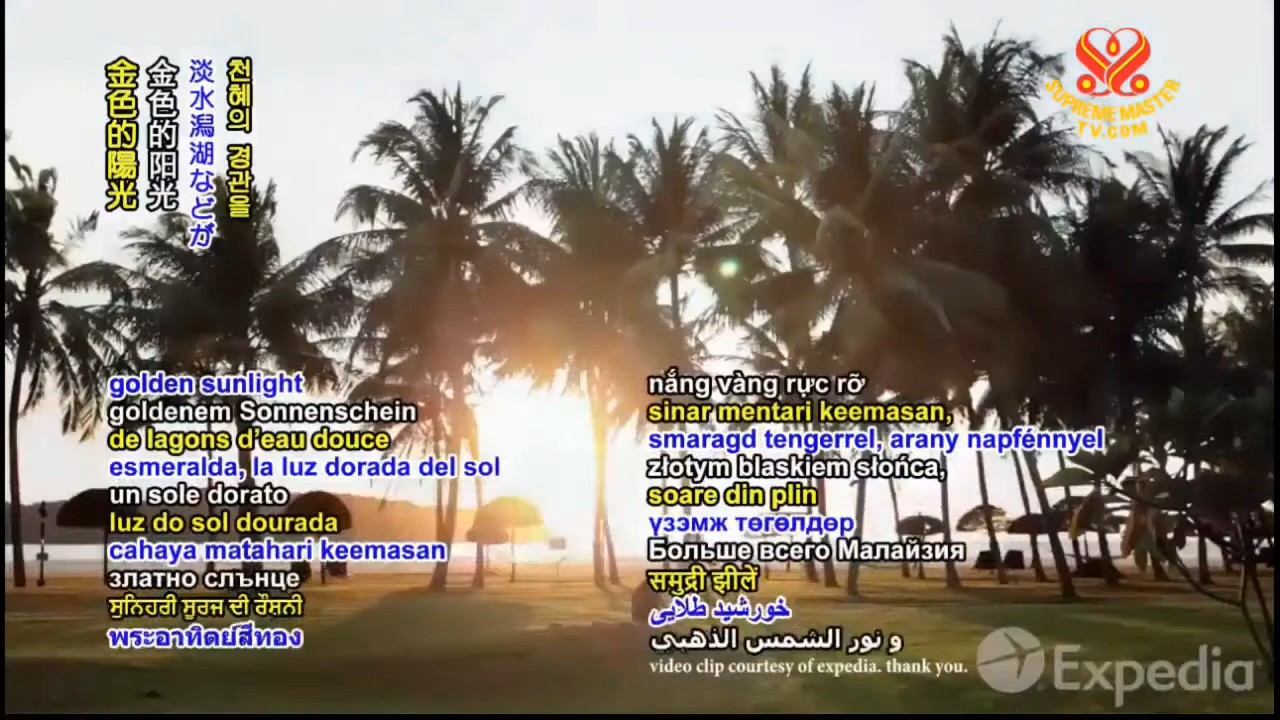 金色的陽光
金色的阳光
淡水潟湖などが
천혜의 경관을
SUPREME MASTER
TV.COM
golden sunlight
goldenem Sonnenschein
de lagons d'eau douce
esmeralda, la luz dorada del sol
un sole dorato
luz do sol dourada
cahaya matahari keemasan
златно слънце
ਸੁਨਿਹਰੀ ਸੂਰਜ ਦੀ ਰੌਸ਼ਨੀ
พระอาทิตย์สีทอง
nắng vàng rực rỡ
sinar mentari keemasan,
smaragd tengerrel, arany napfénnyel
złotym blaskiem słońca,
soare din plin
үзэмж төгөлдөр
Больше всего Малайзия
समुद्री झीलें
خورشید طلایی
و نور الشمس الذهبي
video clip courtesy of expedia. thank you.
Expedia